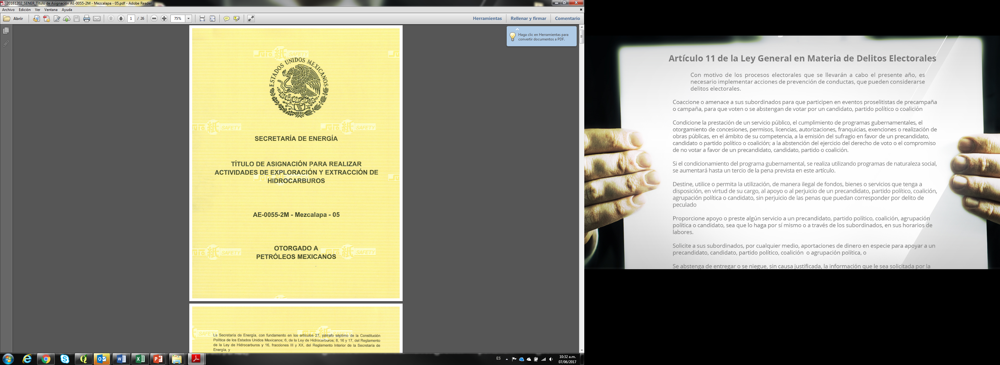 20161202_SENER_Título de Asignación AE-0055-2M - Mezcalapa - 05.pdf - Adobe Reader
Archivo Edición Ver Ventana Ayuda
Abrir
1 / 26
75%
Herramientas
Rellenar y firmar
Comentario
Haga clic en Herramientas para
convertir documentos a PDF.
SAFETY
ESTADOS UNIDOS MEXICANOS
SAFETY
SAFETY
SECRETARÍA DE ENERGÍA
TÍTULO DE ASIGNACIÓN PARA REALIZAR
ACTIVIDADES DE EXPLORACIÓN Y EXTRACCIÓN DE
HIDROCARBUROS
AE-0055-2M - Mezcalapa - 05
OTORGADO A
PETRÓLEOS MEXICANOS
SAFETY
SAFETY
SAFETY
La Secretaría de Energía, con fundamento en los artículos 27, párrafo séptimo de la Constitución
Política de los Estados Unidos Mexicanos; 6, de la Ley de Hidrocarburos; 8, 16 y 17, del Reglamento
de la Ley de Hidrocarburos y 16, fracciones III y XX, del Reglamento Interior de la Secretaría de
Energía, y
ES
10:32 a.m.
07/06/2017
Artículo 11 de la Ley General en Materia de Delitos Electorales
Con motivo de los procesos electorales que se llevarán a cabo el presente año, es
necesario implementar acciones de prevención de conductas, que pueden considerarse
delitos electorales.
Coaccione o amenace a sus subordinados para que participen en eventos proselitistas de precampaña
o campaña, para que voten o se abstengan de votar por un candidato, partido político o coalición
Condicione la prestación de un servicio público, el cumplimiento de programas gubernamentales, el
otorgamiento de concesiones, permisos, licencias, autorizaciones, franquicias, exenciones o realización de
obras públicas, en el ámbito de su competencia, a la emisión del sufragio en favor de un precandidato,
candidato o partido político o coalición; a la abstención del ejercicio del derecho de voto o el compromiso
de no votar a favor de un precandidato, candidato, partido o coalición.
Si el condicionamiento del programa gubernamental, se realiza utilizando programas de naturaleza social,
se aumentará hasta un tercio de la pena prevista en este artículo.
Destine, utilice o permita la utilización, de manera ilegal de fondos, bienes o servicios que tenga a
disposición, en virtud de su cargo, al apoyo o al perjuicio de un precandidato, partido político, coalición,
agrupación política o candidato, sin perjuicio de las penas que puedan corresponder por delito de
peculado
Proporcione apoyo o preste algún servicio a un precandidato, partido político, coalición, agrupación
política o candidato, sea que lo haga por sí mismo o a través de los subordinados, en sus horarios de
labores.
Solicite a sus subordinados, por cualquier medio, aportaciones de dinero en especie para apoyar a un
precandidato, candidato, partido político, coalición  o agrupación política, o
Se abstenga de entregar o se niegue, sin causa justificada, la información que le sea solicitada por la